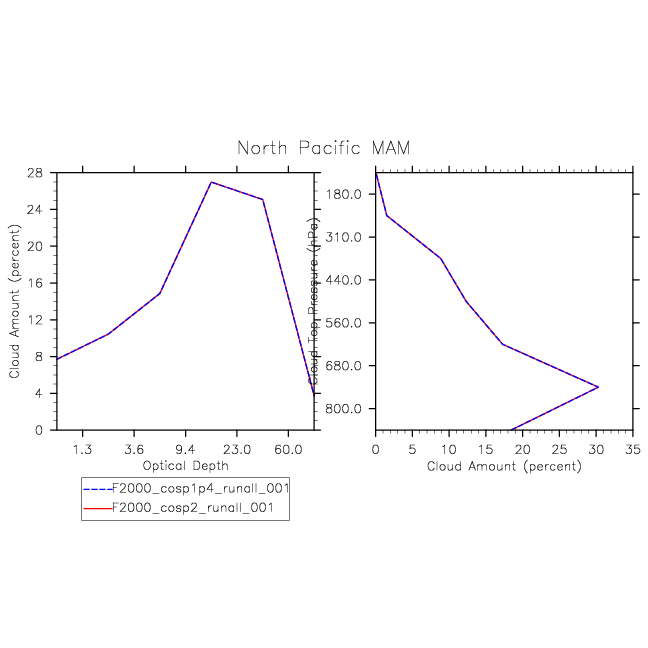 North Pacific MAM
28
24
20
16
12
8
4
0
Cloud Amount (percent)
1.3 3.6 9.4 23.0 60.0
Optical Depth
Cloud Top Pressure (hPa)
180.0
310.0
440.0
560.0
680.0
800.0
0 5 10 15 20 25 30 35
Cloud Amount (percent)
F2000_cosp1p4_runall_001
F2000_cosp2_runall_001